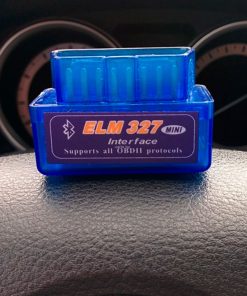 ELM 327 MINI
Interface
Supports all OBDII protocols